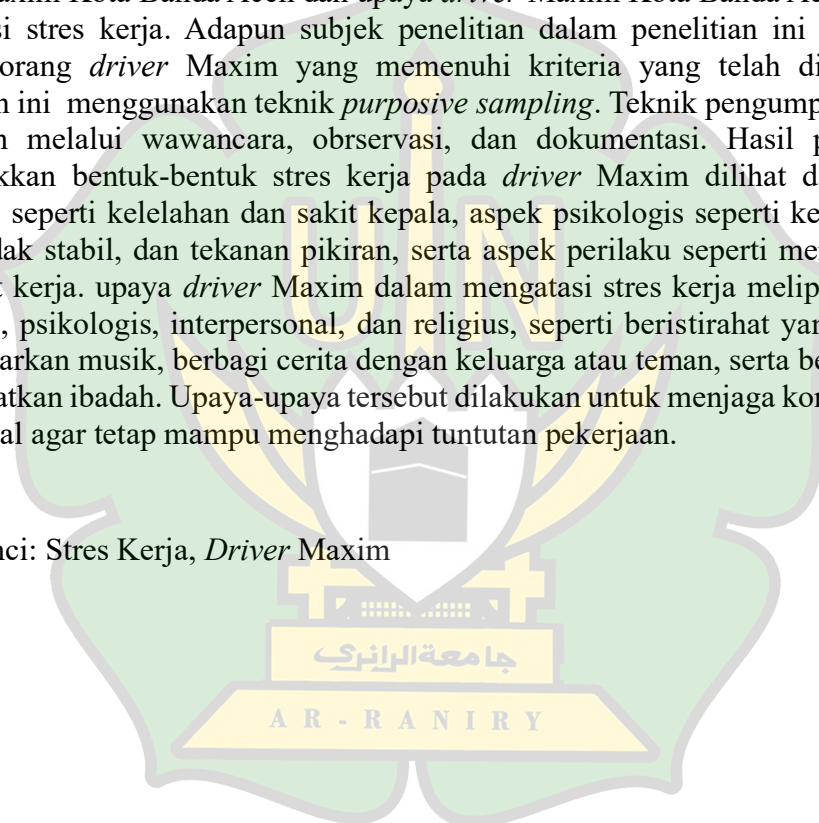 Maxim Kota Banda Aceh dan upaya driver Maxim Kota Banda
si stres kerja. Adapun subjek penelitian dalam penelitian ini
orang driver Maxim yang memenuhi kriteria yang telah di
n ini menggunakan teknik purposive sampling. Teknik pengump
n melalui wawancara, obrservasi, dan dokumentasi. Hasil p
kkan bentuk-bentuk stres kerja pada driver Maxim dilihat d
seperti kelelahan dan sakit kepala, aspek psikologis seperti ke
dak stabil, dan tekanan pikiran, serta aspek perilaku seperti me
t kerja. upaya driver Maxim dalam mengatasi stres kerja melip
, psikologis, interpersonal, dan religius, seperti beristirahat yan
arkan musik, berbagi cerita dengan keluarga atau teman, serta be
atkan ibadah. Upaya-upaya tersebut dilakukan untuk menjaga kon
al agar tetap mampu menghadapi tuntutan pekerjaan.
nci: Stres Kerja, Driver Maxim
UIN
جامعة الرانري
AR-RANIRY